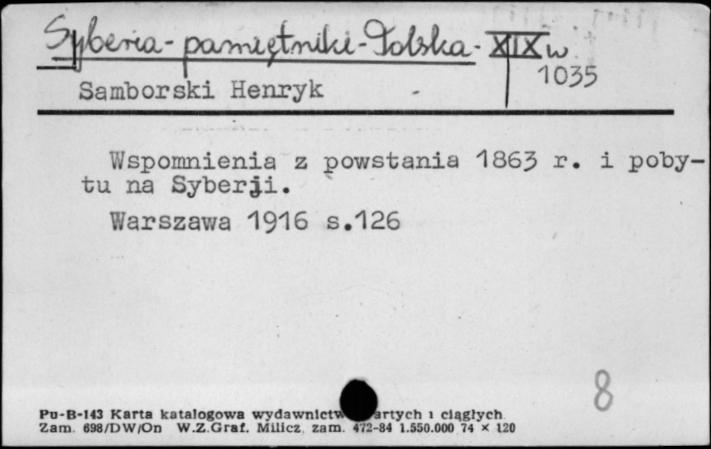 Syberia - pamiętniki - Polska - XIX w
1035
Samborski Henryk
Wspomnienia z powstania 1863 r. i poby-
tu na Syberji.
Warszawa 1916 s.126
8
Pu-B-143 Karta katalogowa wydawnictw artych i ciągłych
Zam. 698/DW/On W.Z.Graf. Milicz zam. 472-84 1.550.000 74 × 120